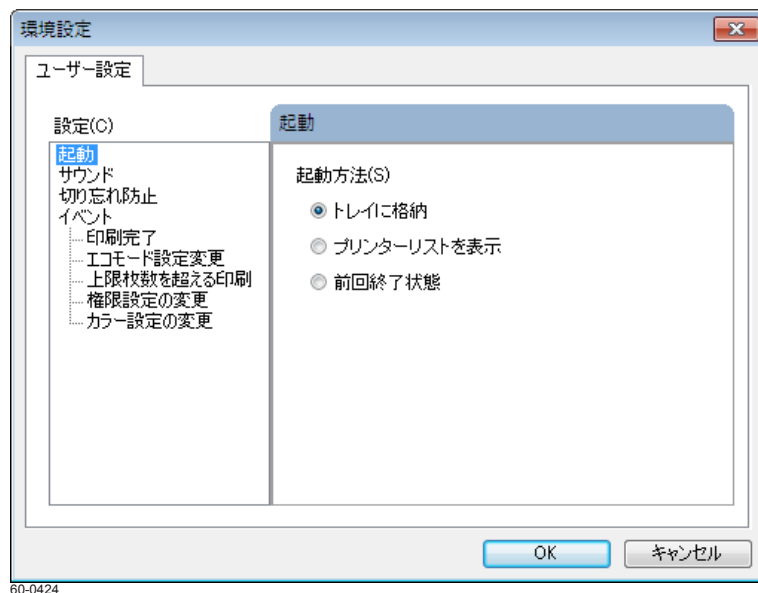 環境設定
ユーザー設定
設定(C)
起動
サウンド
切り忘れ防止
イベント
印刷完了
エコモード設定変更
上限枚数を超える印刷
権限設定の変更
カラー設定の変更
起動
起動方法(S)
トレイに格納
プリンターリストを表示
前回終了状態
OK
キャンセル
60-0424